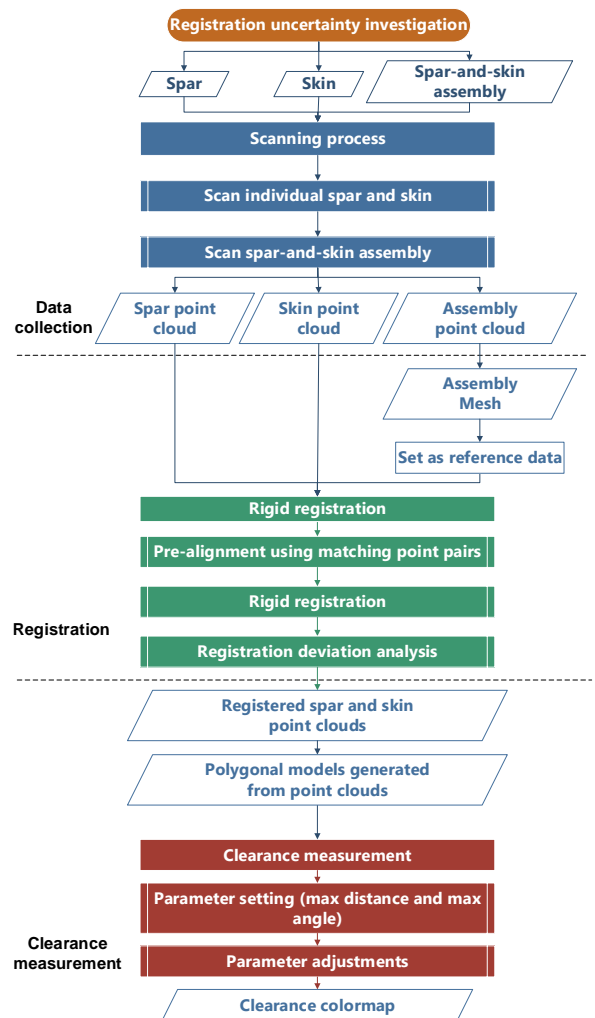 Registration uncertainty investigation
Spar
Skin
Spar-and-skin
assembly
Scanning process
Scan individual spar and skin
Scan spar-and-skin assembly
Data
collection
Spar point
cloud
Skin point
cloud
Assembly
point cloud
Assembly
Mesh
Set as reference data
Rigid registration
Pre-alignment using matching point pairs
Rigid registration
Registration
Registration deviation analysis
Registered spar and skin
point clouds
Polygonal models generated
from point clouds
Clearance measurement
Parameter setting (max distance and max
angle)
Clearance
measurement
Parameter adjustments
Clearance colormap